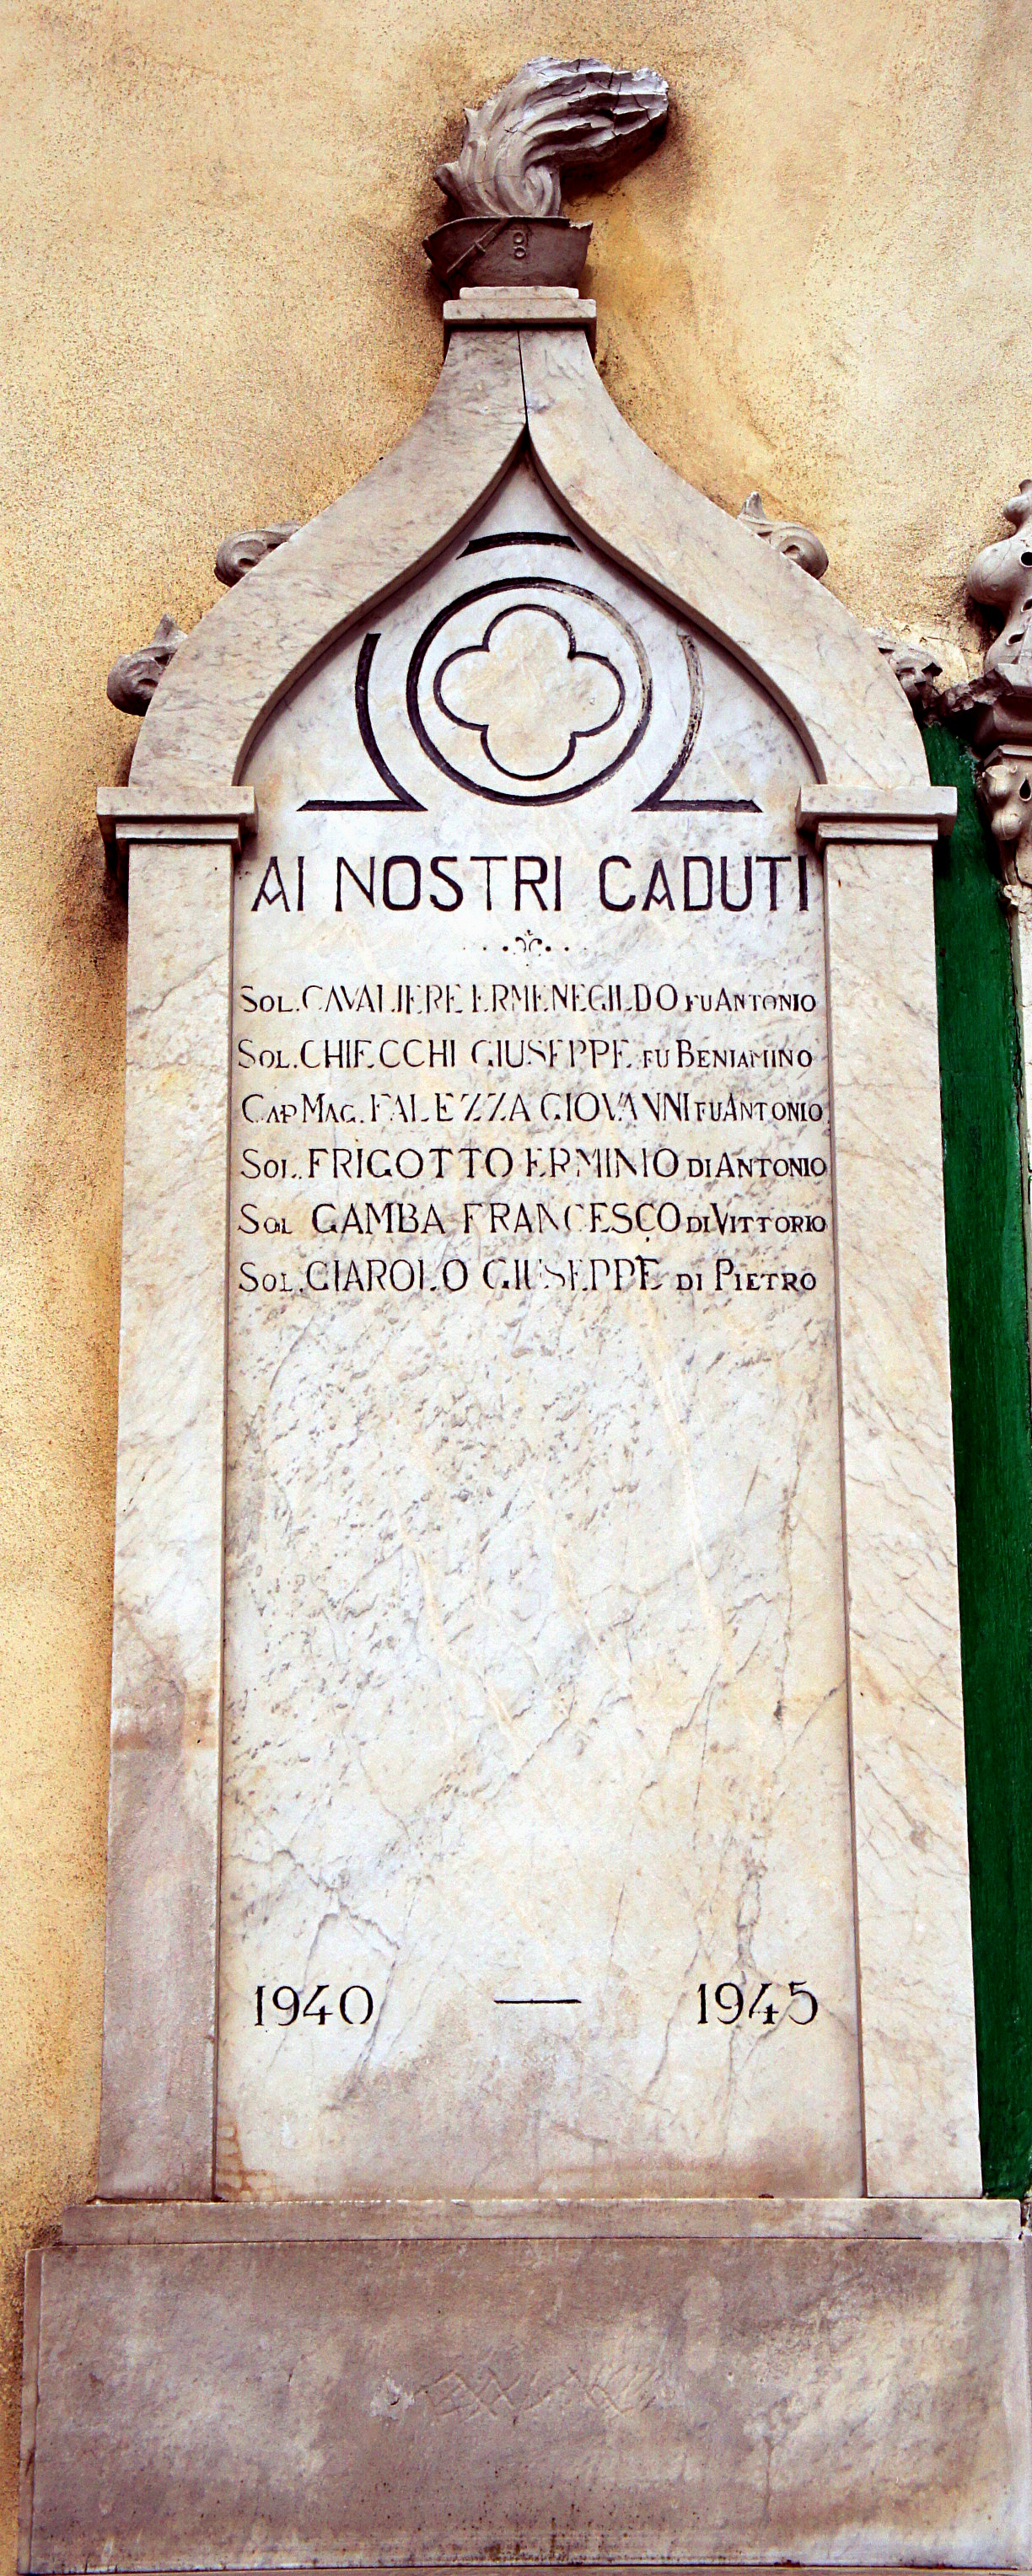 AI NOSTRI CADUTI
SOL. CAVALIERE ERMENEGILDO FU ANTONIO
SOL. CHIECCHI GIUSEPPE FU BENIAMINO
CAP MAG. FALEZZA GIOVANNI FU ANTONIO
SOL. FRIGOTTO ERMINIO DI ANTONIO
SOL GAMBA FRANCESCO DI VITTORIO
SOL. CIAROLO GIUSEPPE DI PIETRO
1940 — 1945